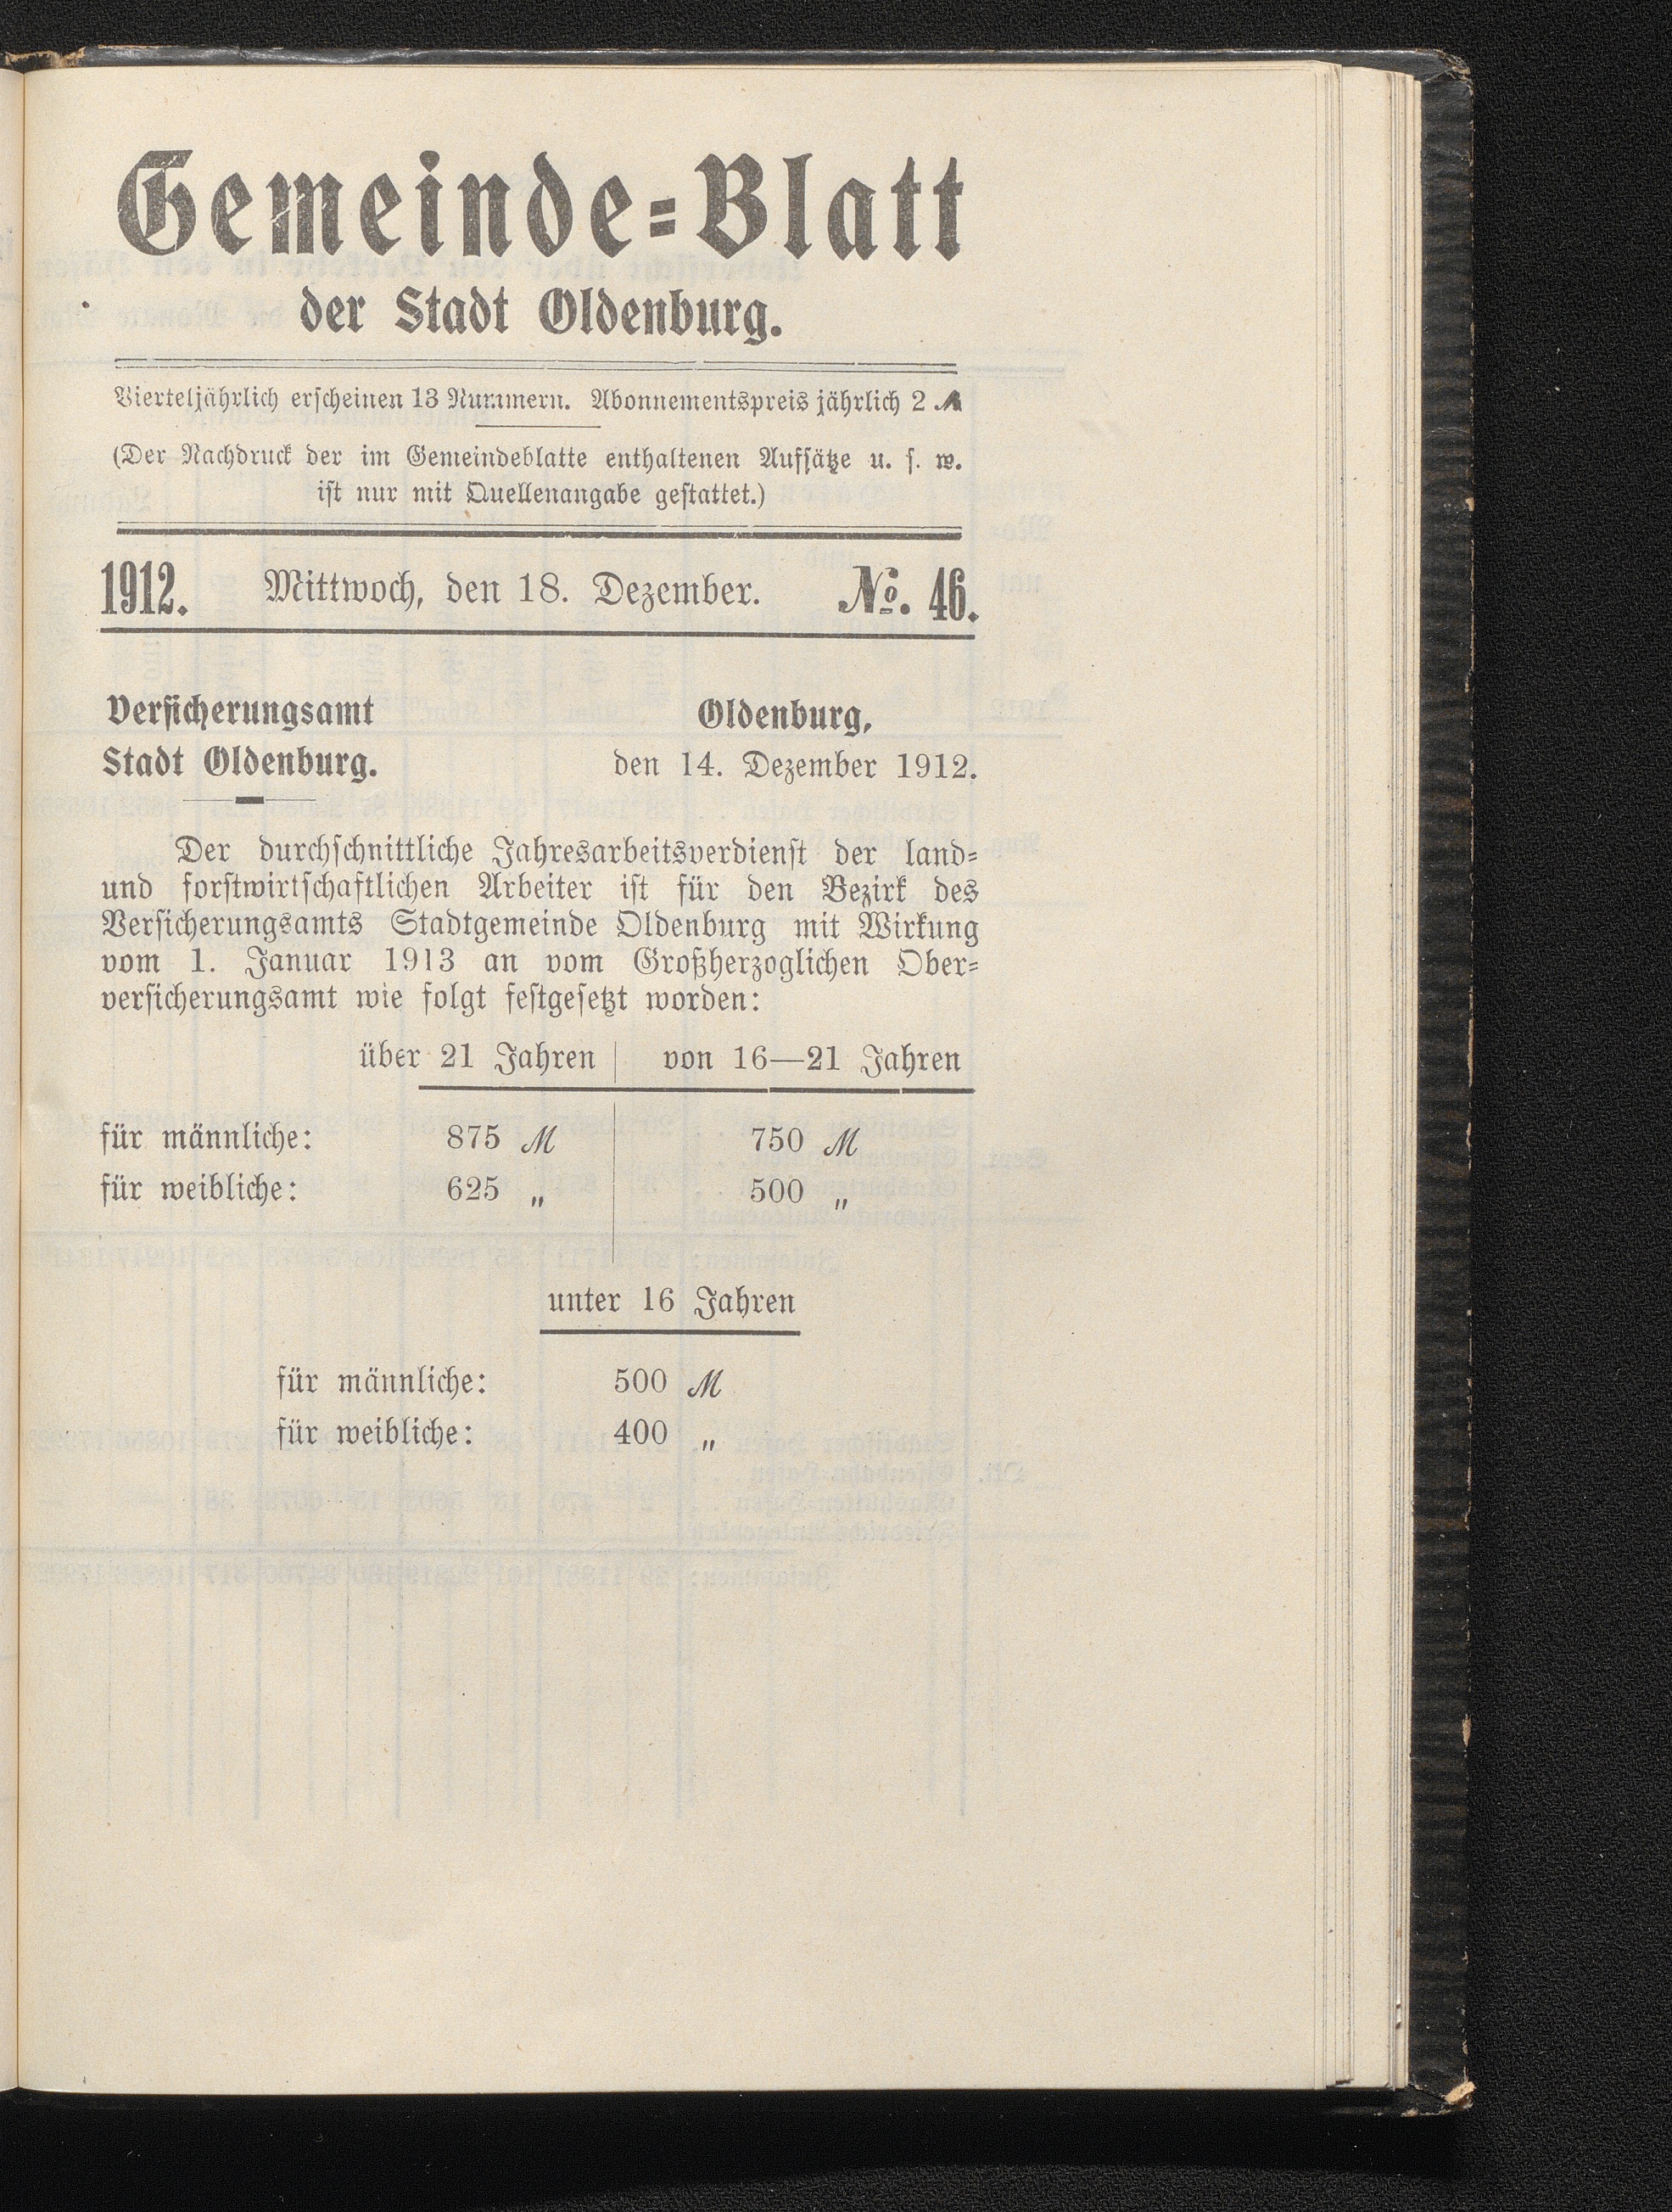 Gemeinde-Blatt
der Stadt Oldenburg.
Vierteljährlich erscheinen 13 Nummern. Abonnementspreis jährlich 2 ℳ
(Der Nachdruck der im Gemeindeblatte enthaltenen Aufsätze u. s. w.
ist nur mit Quellenangabe gestattet.)
1912. Mittwoch, den 18. Dezember. No. 46.
Versicherungsamt Oldenburg,
Stadt Oldenburg. den 14. Dezember 1912.
Der durchschnittliche Jahresarbeitsverdienst der land-
und forstwirtschaftlichen Arbeiter ist für den Bezirk des
Versicherungsamts Stadtgemeinde Oldenburg mit Wirkung
vom 1. Januar 1913 an vom Großherzoglichen Ober-
versicherungsamt wie folgt festgesetzt worden:
über 21 Jahren von 16—21 Jahren
für männliche: 875 ℳ 750 ℳ
für weibliche: 625 „ 500 „
unter 16 Jahren
für männliche: 500 ℳ
für weibliche: 400 „